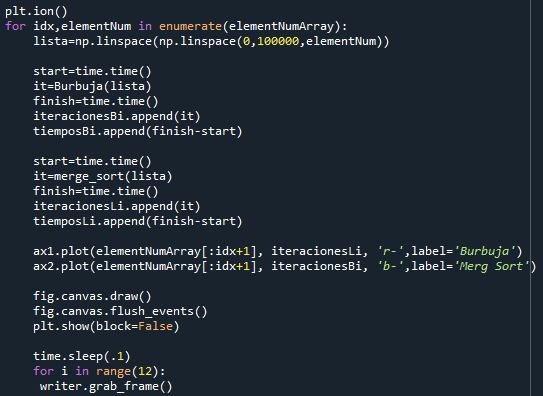 plt.ion()
for idx,elementNum in enumerate(elementNumArray):
    lista=np.linspace(np.linspace(0,100000,elementNum))

    start=time.time()
    it=Burbuja(lista)
    finish=time.time()
    iteracionesBi.append(it)
    tiemposBi.append(finish-start)

    start=time.time()
    it=merge_sort(lista)
    finish=time.time()
    iteracionesLi.append(it)
    tiemposLi.append(finish-start)

    ax1.plot(elementNumArray[:idx+1], iteracionesLi, 'r-',label='Burbuja')
    ax2.plot(elementNumArray[:idx+1], iteracionesBi, 'b-',label='Merg Sort')

    fig.canvas.draw()
    fig.canvas.flush_events()
    plt.show(block=False)

    time.sleep(.1)
    for i in range(12):
     writer.grab_frame()